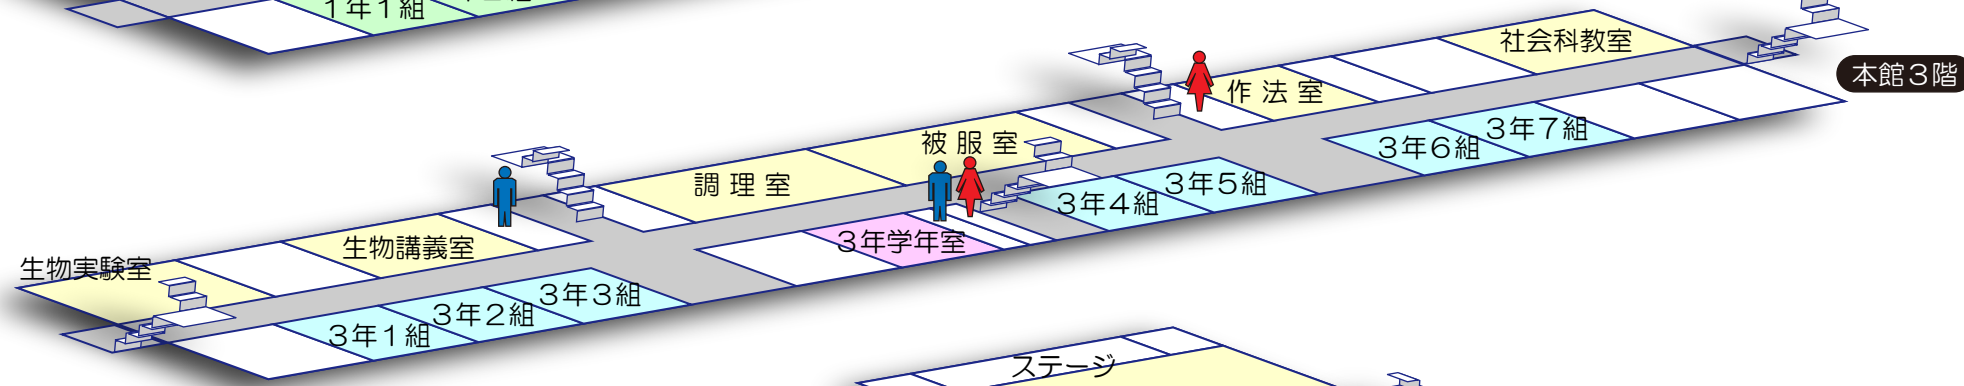 1年1組
社会科教室
本館3階
作法室
被服室
3年7組
3年6組
調理室
3年5組
3年4組
3年学年室
生物講義室
生物実験室
3年3組
3年2組
3年1組
ステージ